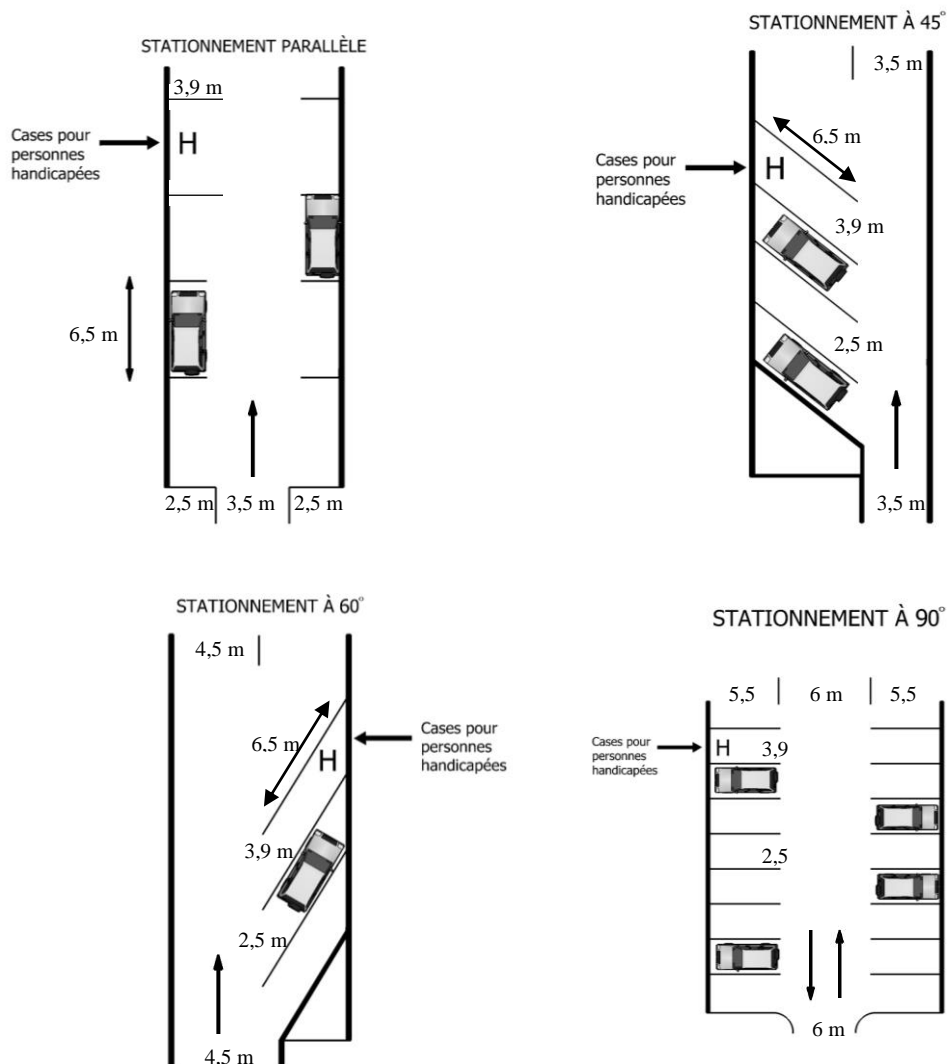 STATIONNEMENT PARALLÈLE
3,9 m
Cases pour
personnes
handicapées
H
6,5 m
2,5 m
3,5 m
2,5 m
STATIONNEMENT À 45°
3,5 m
6,5 m
Cases pour
personnes
handicapées
H
3,9 m
2,5 m
3,5 m
STATIONNEMENT À 60°
4,5 m
6,5 m
H
Cases pour
personnes
handicapées
3,9 m
2,5 m
4,5 m
STATIONNEMENT À 90°
5,5
6 m
5,5
Cases pour
personnes
handicapées
H
3,9
2,5
6 m